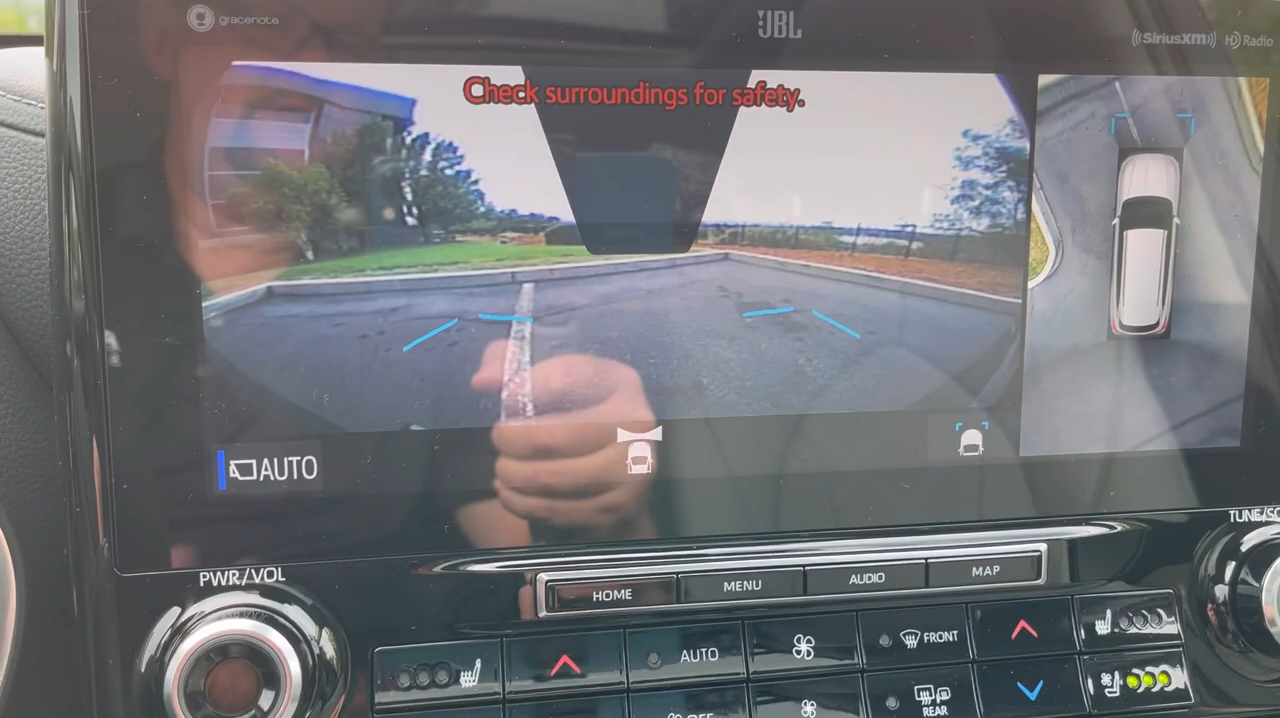 gracenote
JBL
SiriusXM
HD Radio
Check surroundings for safety.
AUTO
TUNE/SC
PWR/VOL
HOME
MENU
AUDIO
MAP
AUTO
FRONT
OFF
REAR